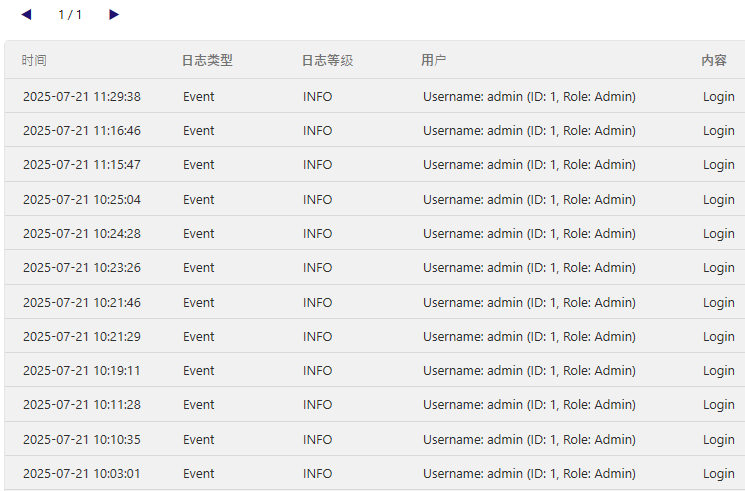 ◀ 1 / 1 ▶
时间 日志类型 日志等级 用户 内容
2025-07-21 11:29:38 Event INFO Username: admin (ID: 1, Role: Admin) Login
2025-07-21 11:16:46 Event INFO Username: admin (ID: 1, Role: Admin) Login
2025-07-21 11:15:47 Event INFO Username: admin (ID: 1, Role: Admin) Login
2025-07-21 10:25:04 Event INFO Username: admin (ID: 1, Role: Admin) Login
2025-07-21 10:24:28 Event INFO Username: admin (ID: 1, Role: Admin) Login
2025-07-21 10:23:26 Event INFO Username: admin (ID: 1, Role: Admin) Login
2025-07-21 10:21:46 Event INFO Username: admin (ID: 1, Role: Admin) Login
2025-07-21 10:21:29 Event INFO Username: admin (ID: 1, Role: Admin) Login
2025-07-21 10:19:11 Event INFO Username: admin (ID: 1, Role: Admin) Login
2025-07-21 10:11:28 Event INFO Username: admin (ID: 1, Role: Admin) Login
2025-07-21 10:10:35 Event INFO Username: admin (ID: 1, Role: Admin) Login
2025-07-21 10:03:01 Event INFO Username: admin (ID: 1, Role: Admin) Login